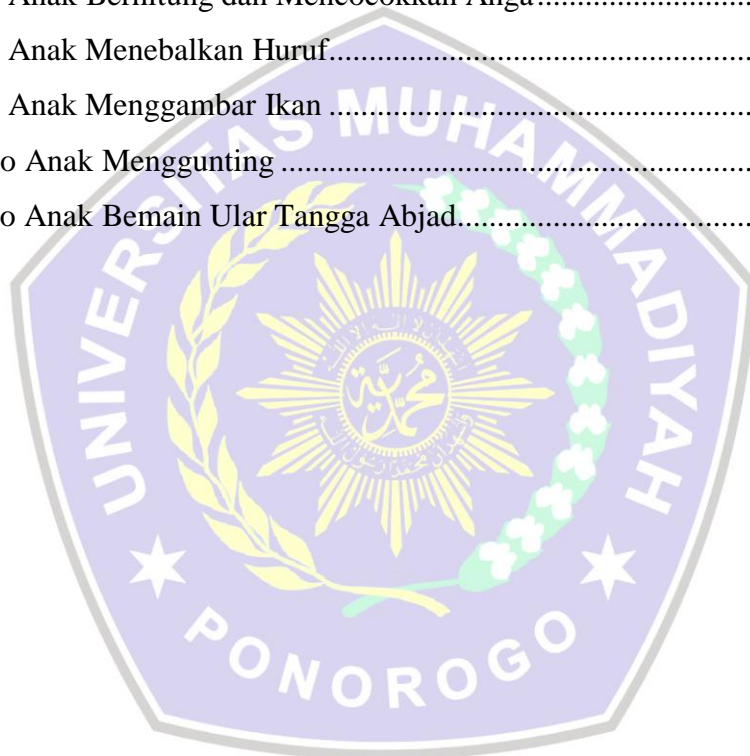 Anak Berhitung dan Mencocokkan Anga..............................
Anak Menebalkan Huruf....................................................
Anak Menggambar Ikan ....................................................
o Anak Menggunting ..........................................................
o Anak Bemain Ular Tangga Abjad....................................
UNIVERSITAS MUHAMMADIYAH
PONOROGO